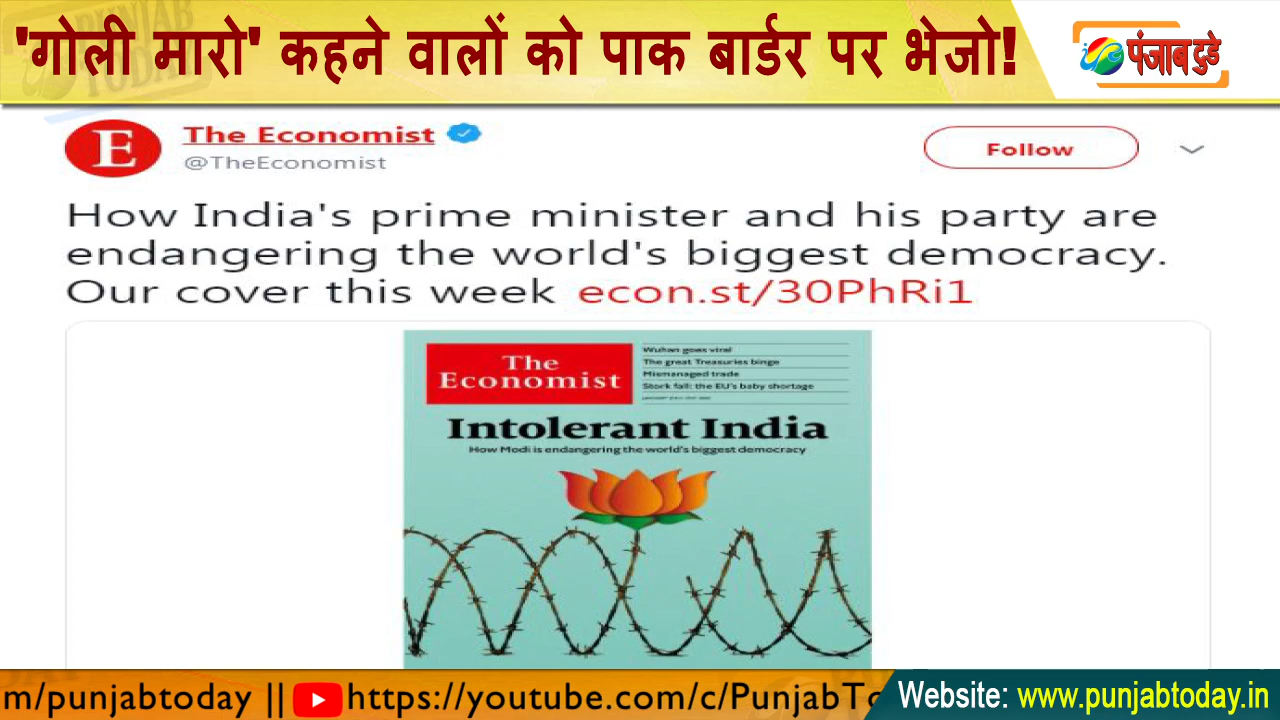 'गोली मारो' कहने वालों को पाक बार्डर पर भेजो!
पंजाब टुडे
The Economist
@TheEconomist
Follow
How India's prime minister and his party are
endangering the world's biggest democracy.
Our cover this week econ.st/30PhRi1
The
Economist
Wuhan goes viral
The great Treasuries binge
Mismanaged trade
Stork fall: the EU's baby shortage
Intolerant India
How Modi is endangering the world's biggest democracy
m/punjabtoday || https://youtube.com/c/PunjabTo
Website: www.punjabtoday.in